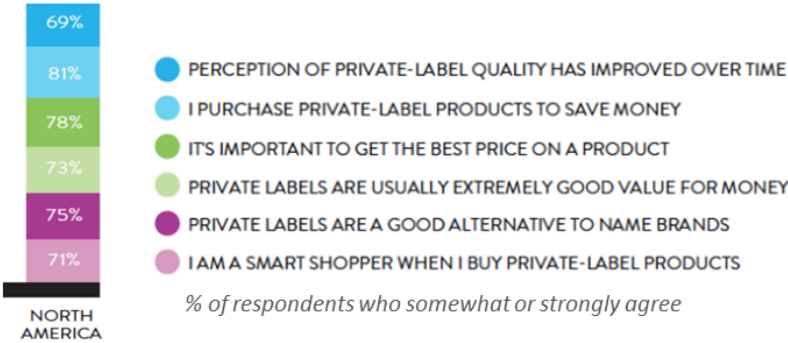 69%
81%
78%
73%
75%
71%
NORTH
AMERICA
PERCEPTION OF PRIVATE-LABEL QUALITY HAS IMPROVED OVER TIME
I PURCHASE PRIVATE-LABEL PRODUCTS TO SAVE MONEY
IT'S IMPORTANT TO GET THE BEST PRICE ON A PRODUCT
PRIVATE LABELS ARE USUALLY EXTREMELY GOOD VALUE FOR MONEY
PRIVATE LABELS ARE A GOOD ALTERNATIVE TO NAME BRANDS
I AM A SMART SHOPPER WHEN I BUY PRIVATE-LABEL PRODUCTS
% of respondents who somewhat or strongly agree